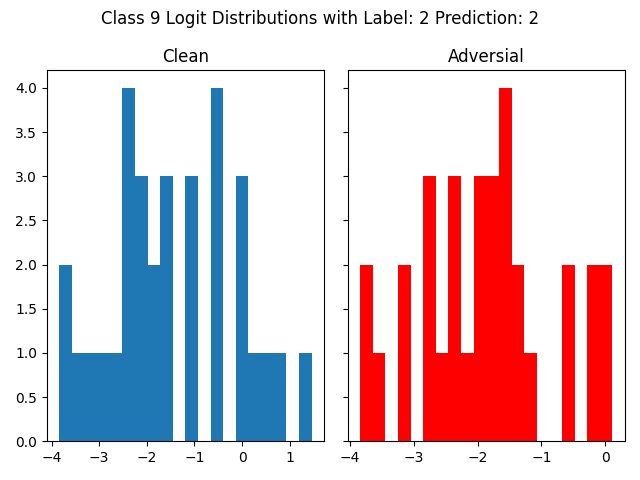 Class 9 Logit Distributions with Label: 2 Prediction: 2
Clean
Adversial
4.0
3.5
3.0
2.5
2.0
1.5
1.0
0.5
0.0
−4 −3 −2 −1 0 1
−4 −3 −2 −1 0